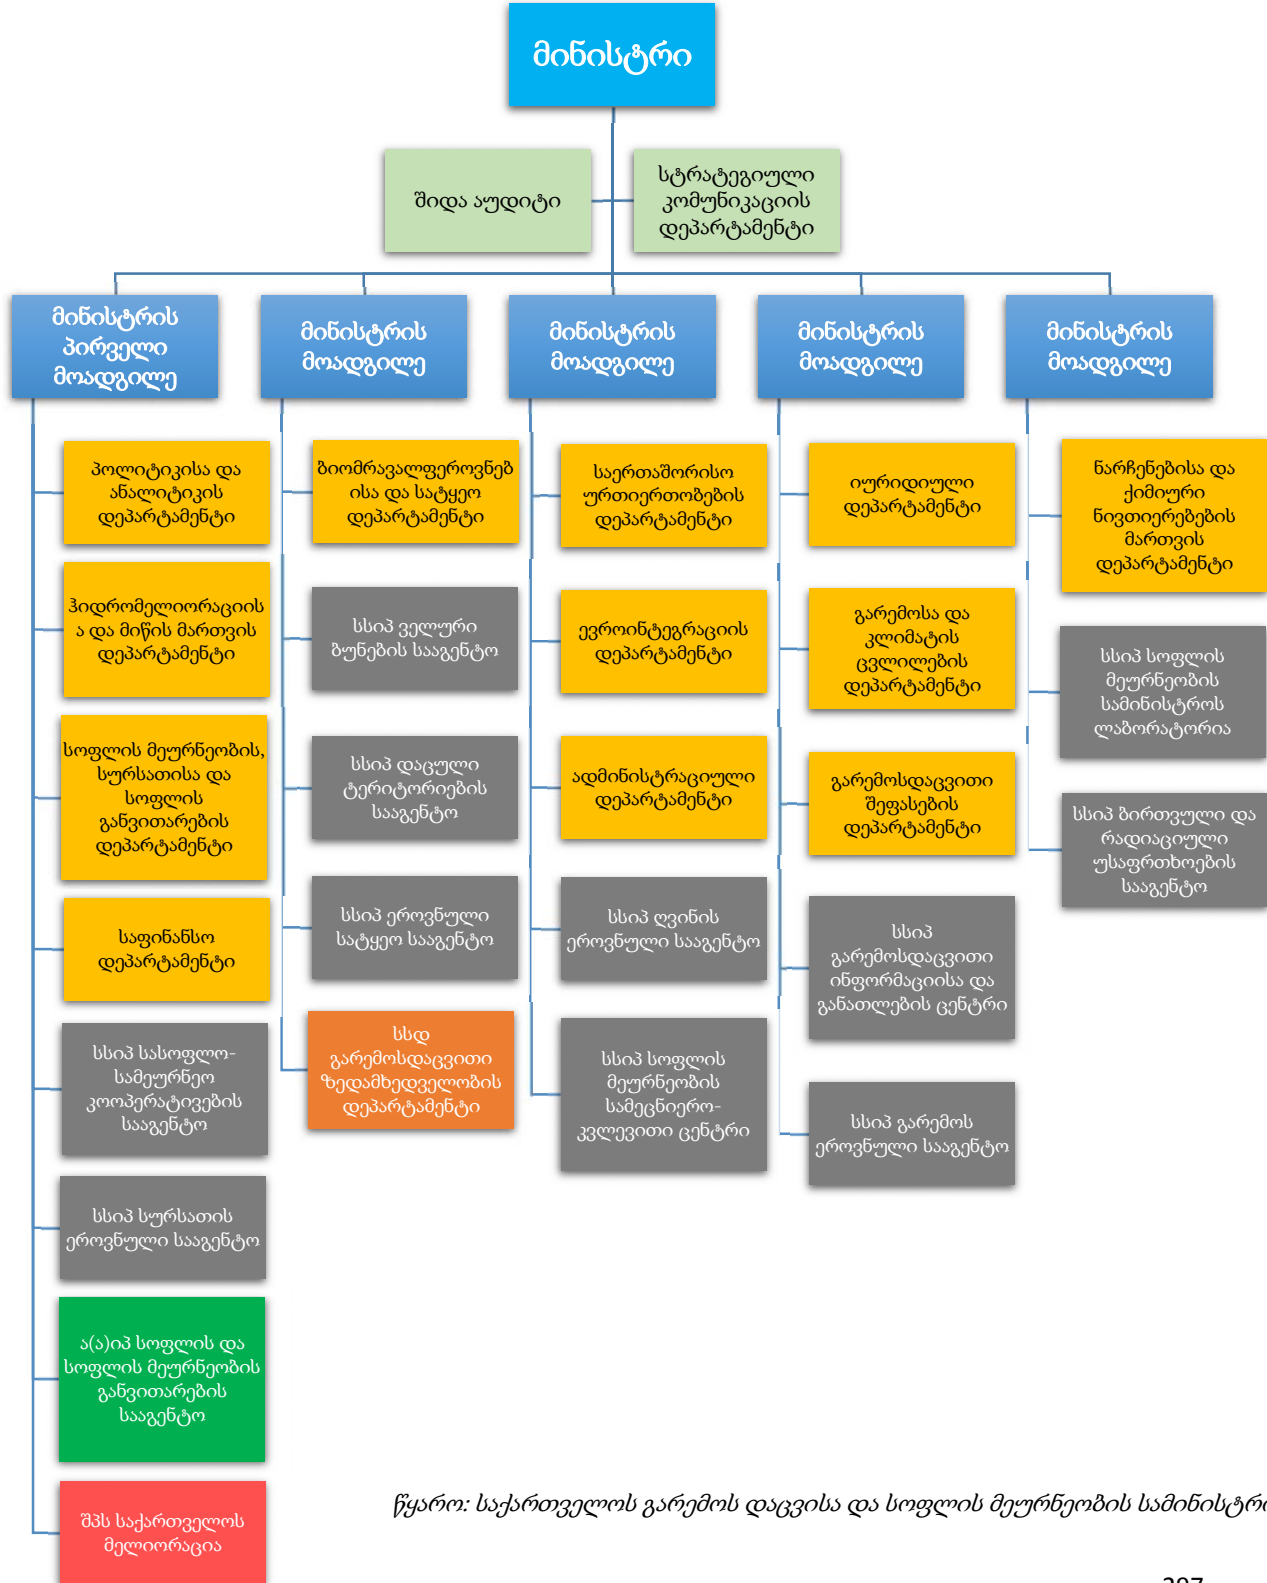 მინისტრი
შიდა აუდიტი
სტრატეგიული
კომუნიკაციის
დეპარტამენტი
მინისტრის
პირველი
მოადგილე
მინისტრის
მოადგილე
მინისტრის
მოადგილე
მინისტრის
მოადგილე
მინისტრის
მოადგილე
პოლიტიკისა და
ანალიტიკის
დეპარტამენტი
ჰიდრომელიორაციის
ა და მიწის მართვის
დეპარტამენტი
სოფლის მეურნეობის,
სურსათისა და
სოფლის
განვითარების
დეპარტამენტი
საფინანსო
დეპარტამენტი
სსიპ სასოფლო-
სამეურნეო
კოოპერატივების
სააგენტო
სსიპ სურსათის
ეროვნული სააგენტო
ა(ა)იპ სოფლის და
სოფლის მეურნეობის
განვითარების
სააგენტო
შპს საქართველოს
მელიორაცია
ბიომრავალფეროვნებ
ისა და სატყეო
დეპარტამენტი
სსიპ ველური
ბუნების სააგენტო
სსიპ დაცული
ტერიტორიების
სააგენტო
სსიპ ეროვნული
სატყეო სააგენტო
სსდ
გარემოსდაცვითი
ზედამხედველობის
დეპარტამენტი
საერთაშორისო
ურთიერთობების
დეპარტამენტი
ევროინტეგრაციის
დეპარტამენტი
ადმინისტრაციული
დეპარტამენტი
სსიპ ღვინის
ეროვნული სააგენტო
სსიპ სოფლის
მეურნეობის
სამეცნიერო-
კვლევითი ცენტრი
იურიდიული
დეპარტამენტი
გარემოსა და
კლიმატის
ცვლილების
დეპარტამენტი
გარემოსდაცვითი
შეფასების
დეპარტამენტი
სსიპ
გარემოსდაცვითი
ინფორმაციისა და
განათლების ცენტრი
სსიპ გარემოს
ეროვნული სააგენტო
ნარჩენებისა და
ქიმიური
ნივთიერებების
მართვის
დეპარტამენტი
სსიპ სოფლის
მეურნეობის
სამინისტროს
ლაბორატორია
სსიპ ბირთვული და
რადიაციული
უსაფრთხოების
სააგენტო
წყარო: საქართველოს გარემოს დაცვისა და სოფლის მეურნეობის